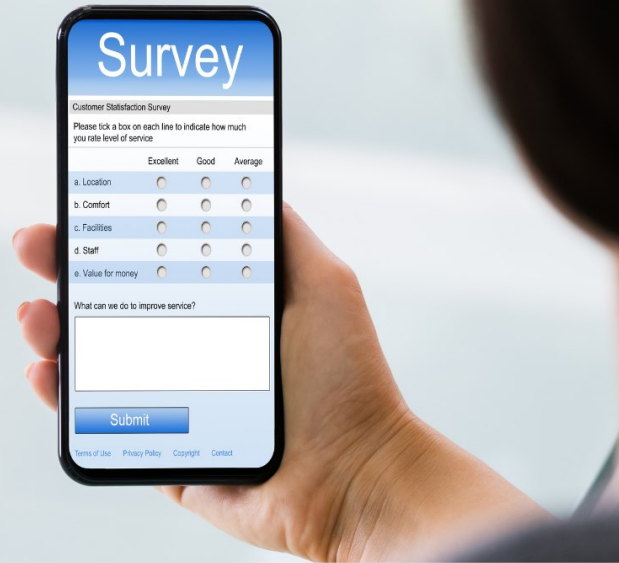 Survey
Customer Statisfaction Survey
Please tick a box on each line to indicate how much
you rate level of service
Excellent Good Average
a. Location
b. Comfort
c. Facilities
d. Staff
e. Value for money
What can we do to improve service?
Submit
Terms of Use Privacy Policy Copyright Contact